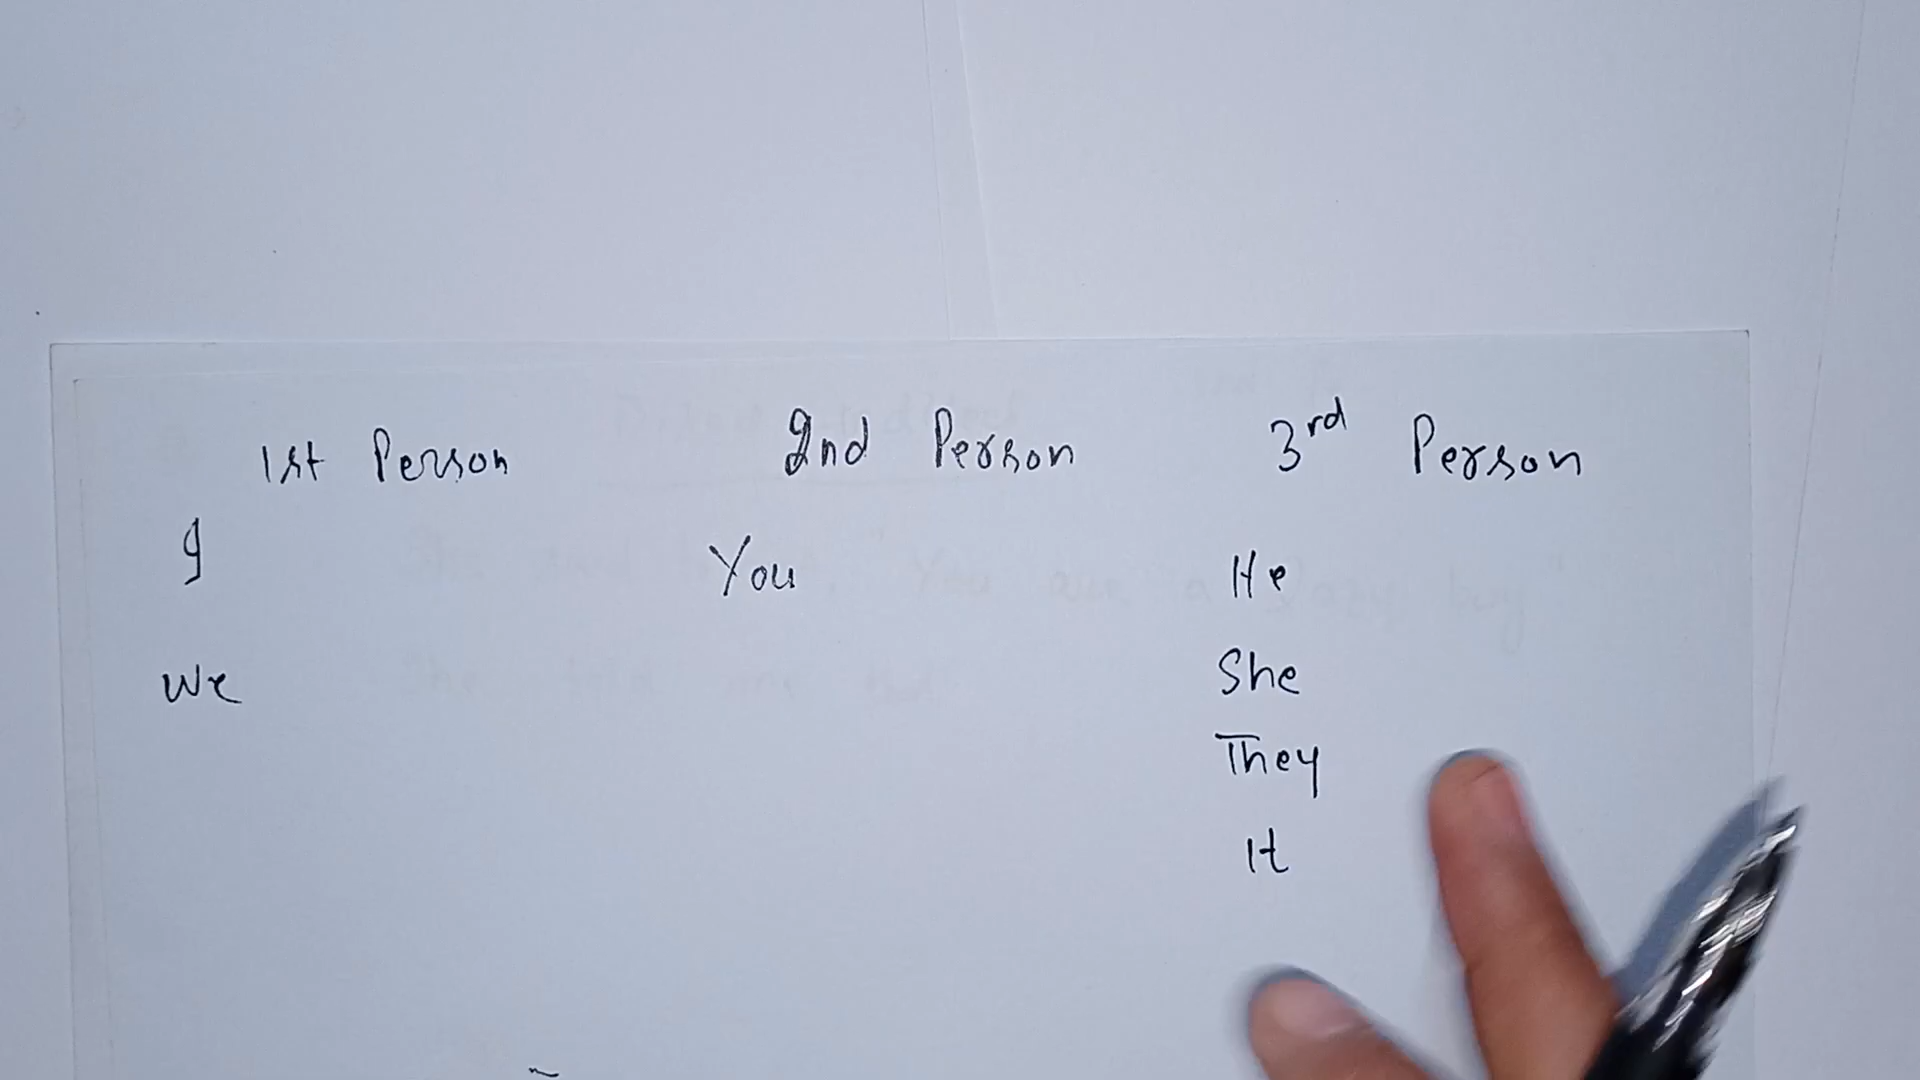 1st Person 2nd Person 3rd Person
I You He
We She
They
It